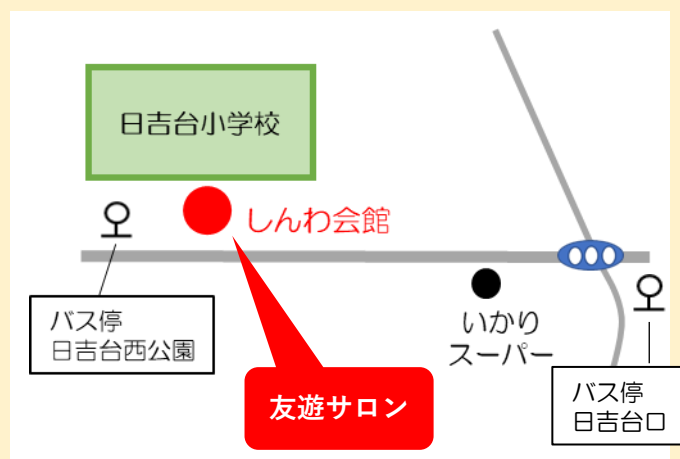 日吉台小学校
しんわ会館
バス停
日吉台西公園
いかり
スーパー
友遊サロン
バス停
日吉台口